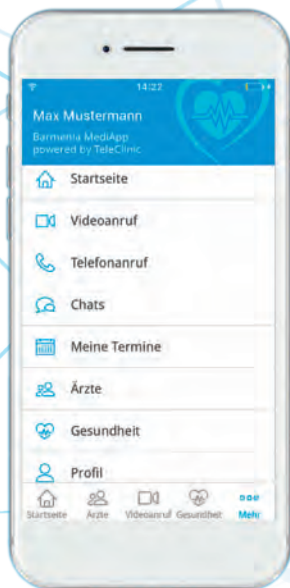 14:22
Max Mustermann
Barmenia MediApp
powered by TeleClinic
Startseite
Videoanruf
Telefonanruf
Chats
Meine Termine
Ärzte
Gesundheit
Profil
Startseite Ärzte Videoanruf Gesundheit Mehr